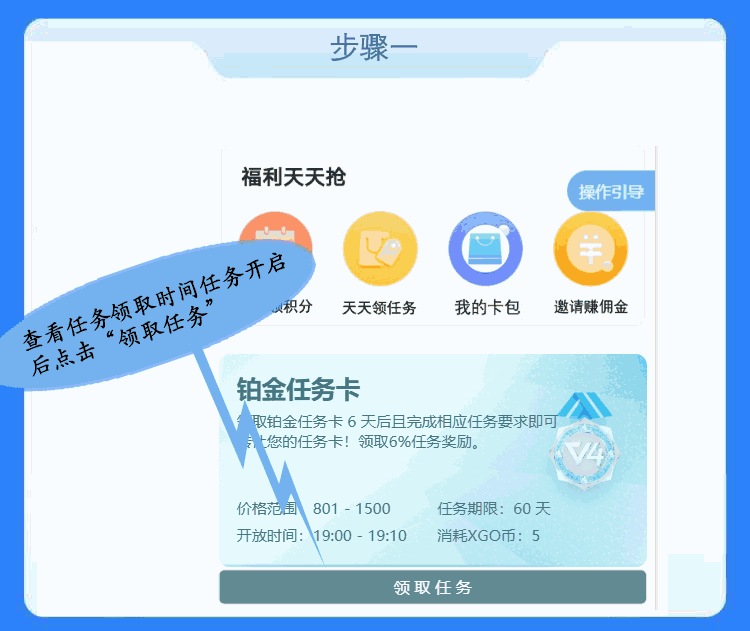 步骤一
福利天天抢
操作引导
积分
天天领任务
我的卡包
邀请赚佣金
查看任务领取时间任务开启
后点击“领取任务”
铂金任务卡
取铂金任务卡 6 天后且完成相应任务要求即可
让您的任务卡！领取6%任务奖励。
V4
价格范围：801 - 1500
任务期限：60 天
开放时间：19:00 - 19:10
消耗XGO币：5
领取任务